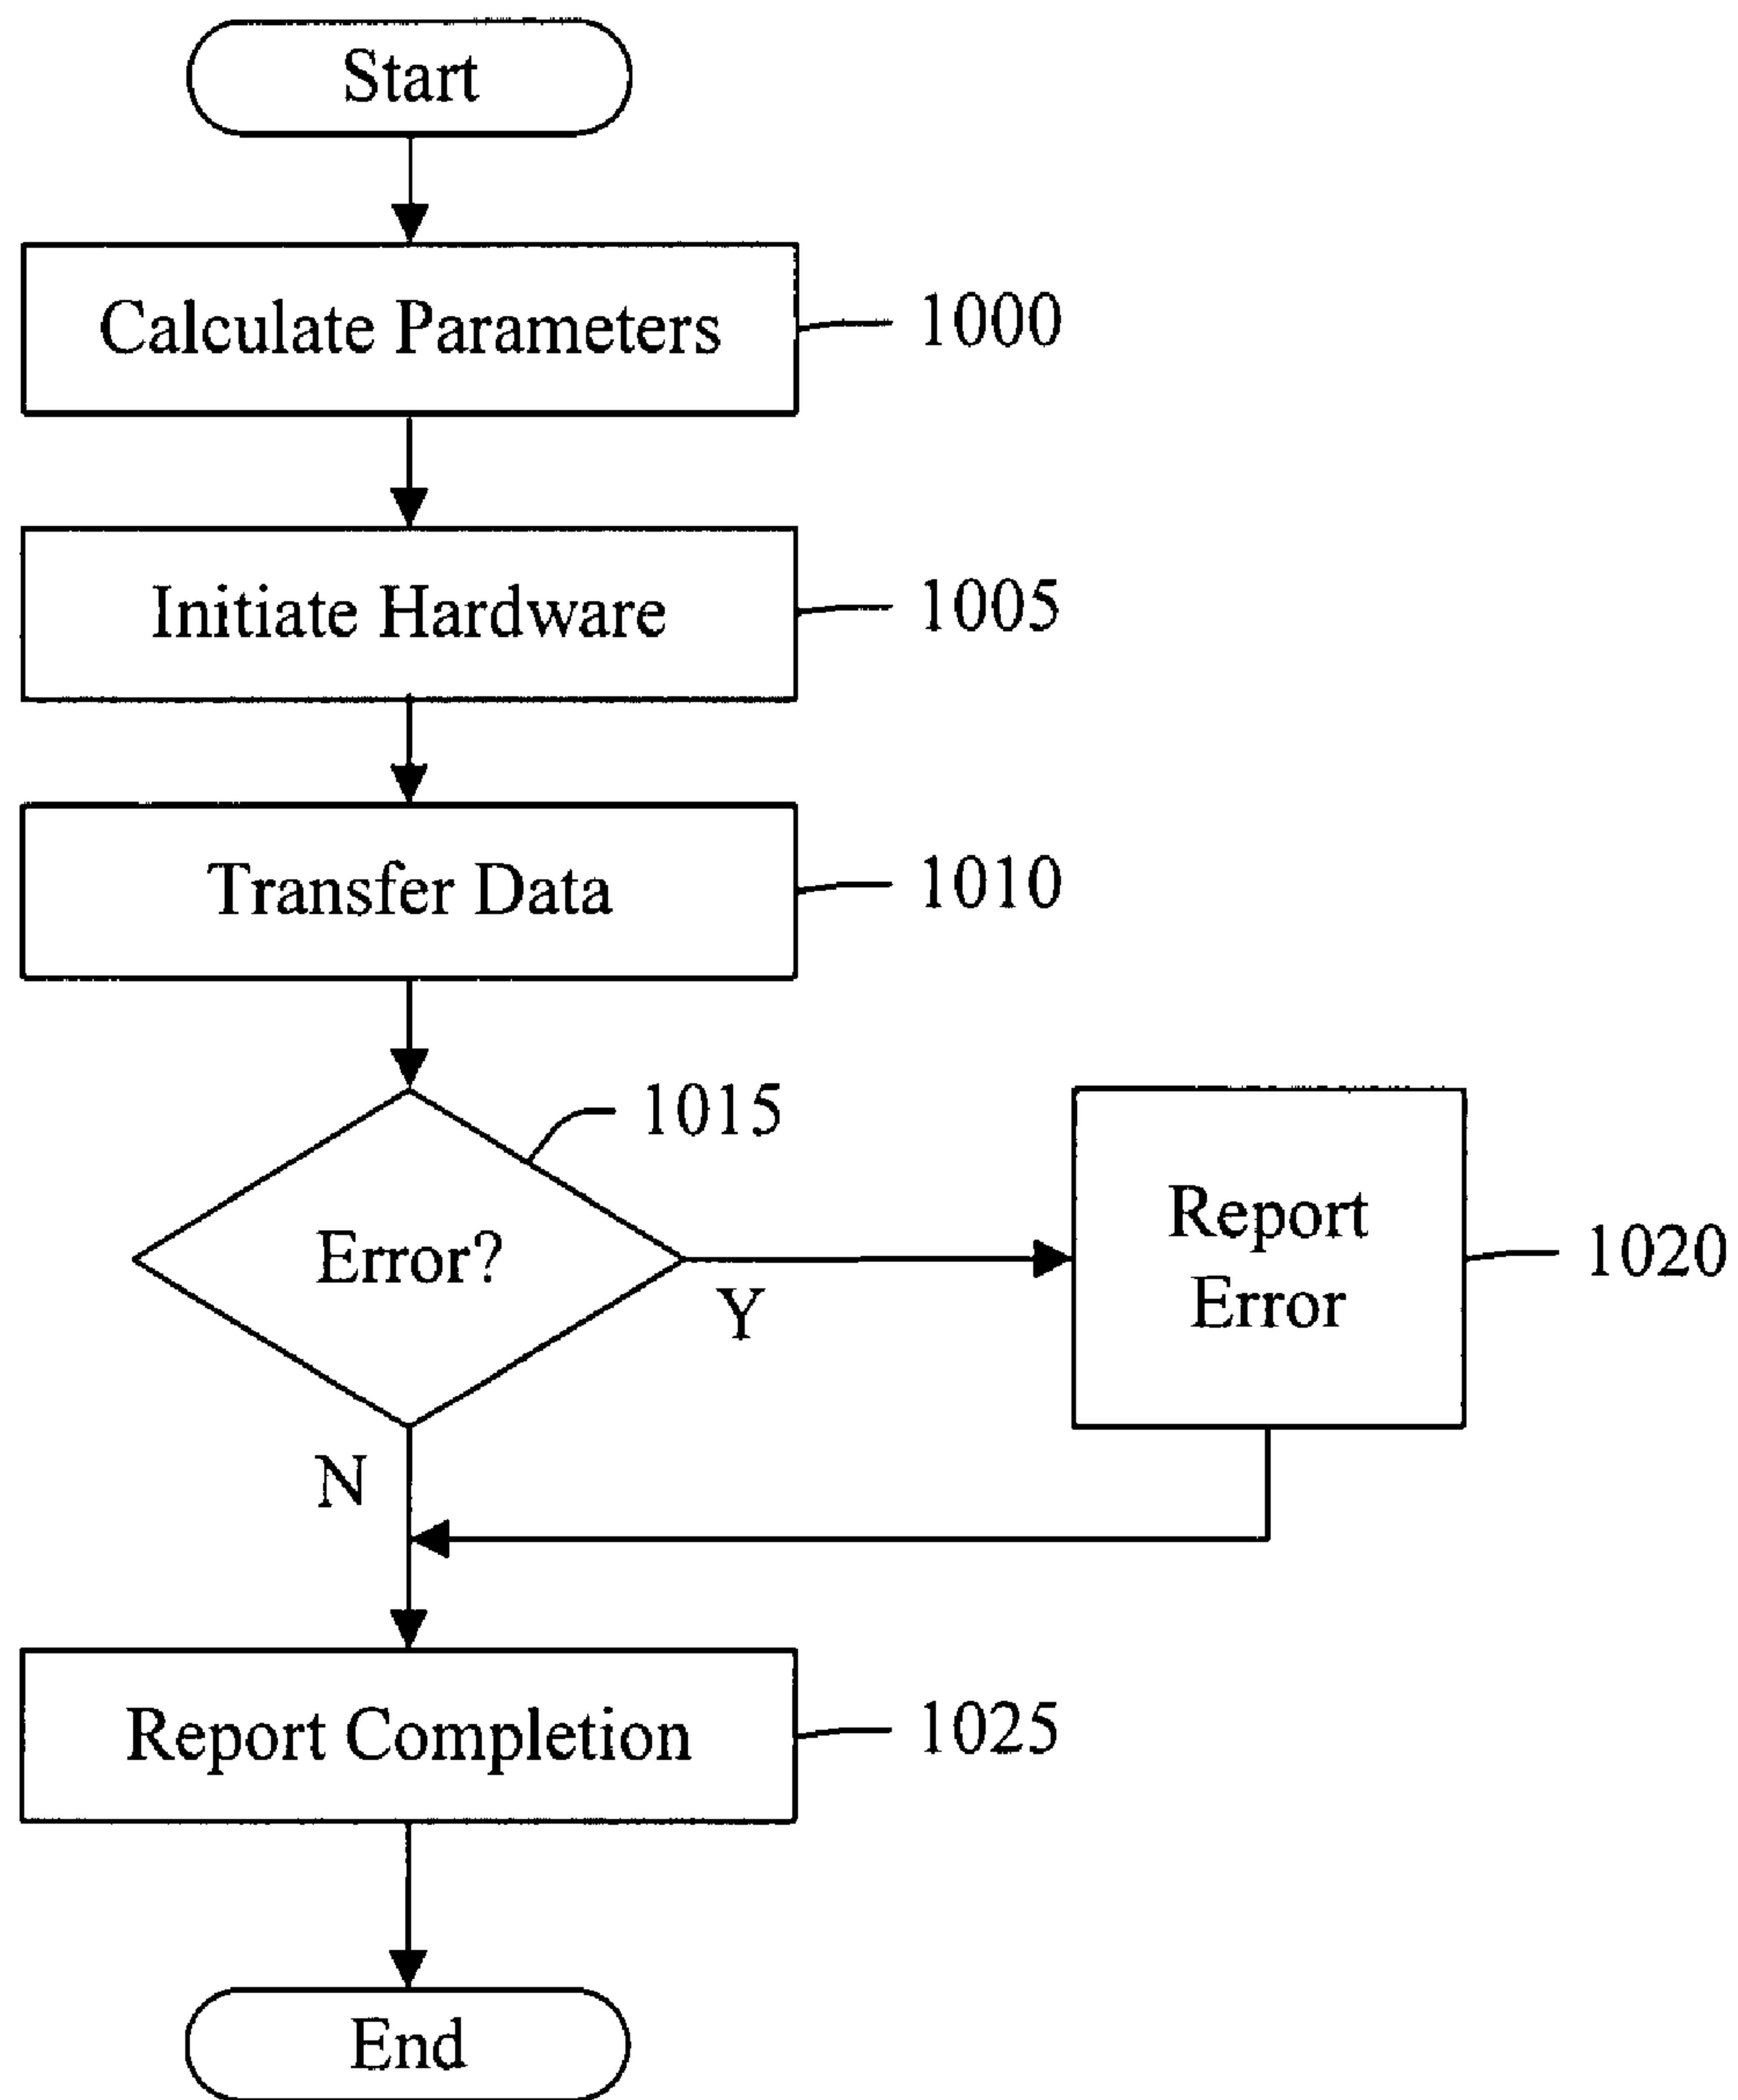 Start
Calculate Parameters
1000
Initiate Hardware
1005
Transfer Data
1010
1015
Error?
Y
Report
Error
1020
N
Report Completion
1025
End